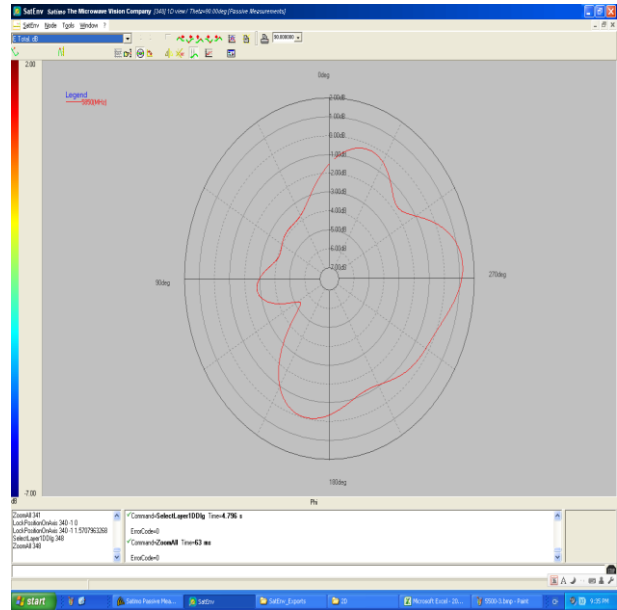 SatEnv Satimo The Microwave Vision Company [348] 1D view / Theta=90.00deg [Passive Measurements]
SatEnv Node Tools Window ?
E Total dB
90.000000
2.00
Legend
5850(MHz)
0deg
2.00dB
1.00dB
0.00dB
-1.00dB
-2.00dB
-3.00dB
-4.00dB
-5.00dB
-6.00dB
-7.00dB
90deg
270deg
180deg
-7.00
dB
Phi
ZoomAll 341
LockPositionOnAxis 340 -1 0
LockPositionOnAxis 340 -1 1.5707963268
SelectLayer1DDlg 348
ZoomAll 348
Command=SelectLayer1DDlg Time=4.796 s
ErrorCode=0
Command=ZoomAll Time=63 ms
ErrorCode=0
start
Satimo Passive Mea...
SatEnv
SatEnv_Exports
2D
Microsoft Excel - 20...
5500-3.bmp - Paint
9:35 PM